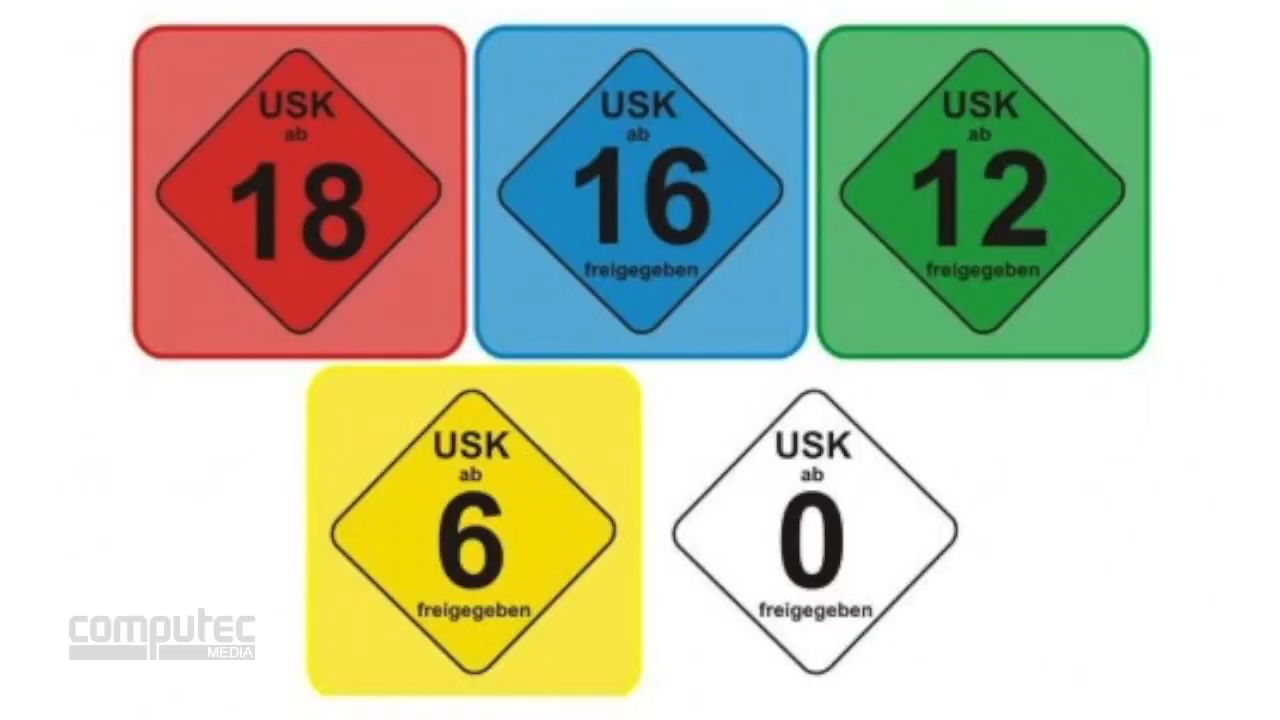 USK
ab
18
USK
ab
16
freigegeben
USK
ab
12
freigegeben
USK
ab
6
freigegeben
USK
ab
0
freigegeben
computec
MEDIA